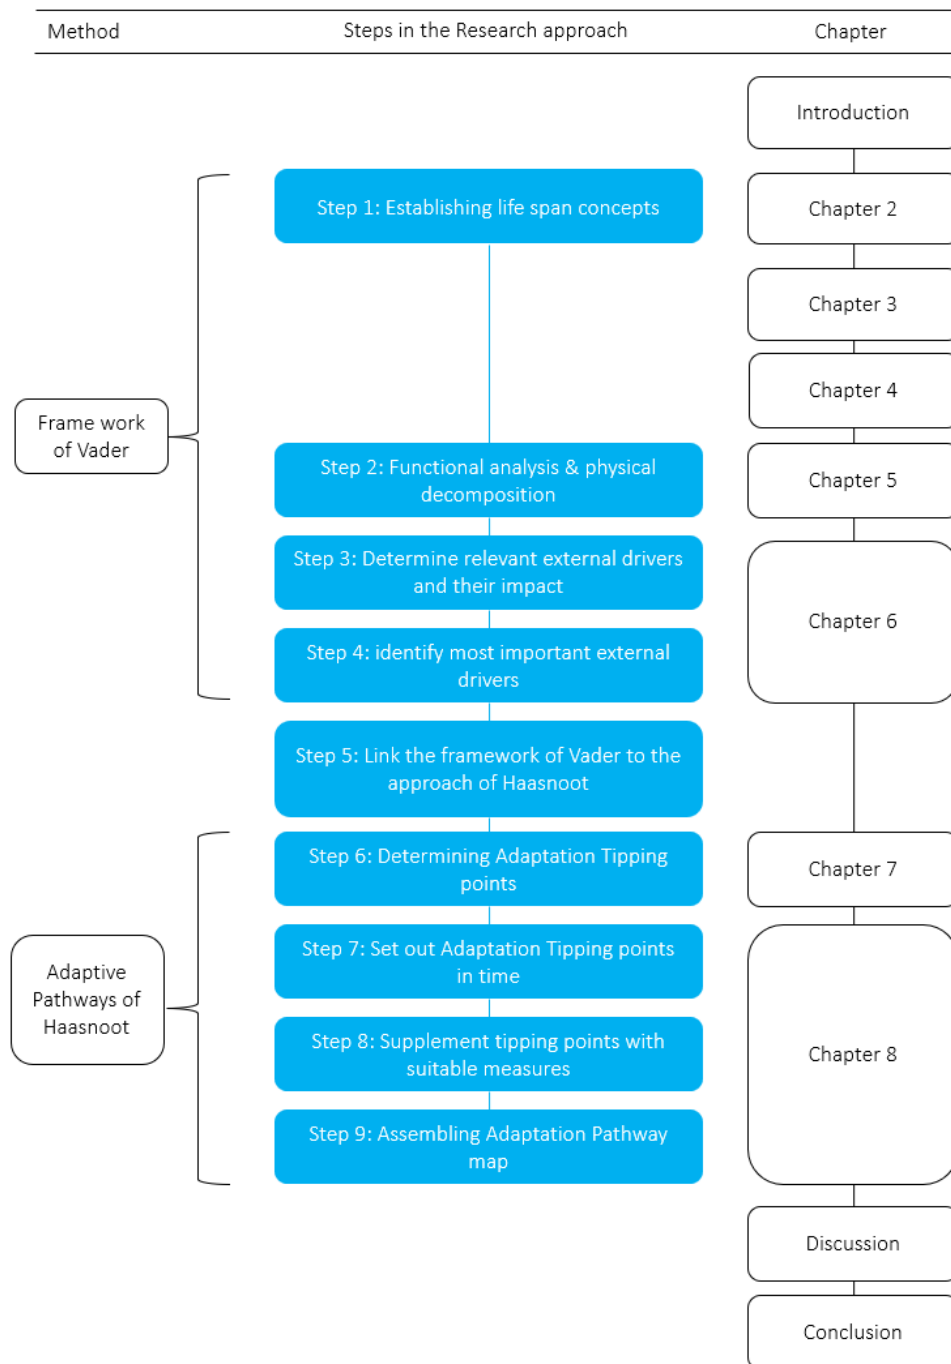 Method
Steps in the Research approach
Chapter
Introduction
Step 1: Establishing life span concepts
Chapter 2
Chapter 3
Chapter 4
Frame work
of Vader
Step 2: Functional analysis & physical
decomposition
Chapter 5
Step 3: Determine relevant external drivers
and their impact
Chapter 6
Step 4: identify most important external
drivers
Step 5: Link the framework of Vader to the
approach of Haasnoot
Step 6: Determining Adaptation Tipping
points
Chapter 7
Adaptive
Pathways of
Haasnoot
Step 7: Set out Adaptation Tipping points
in time
Step 8: Supplement tipping points with
suitable measures
Chapter 8
Step 9: Assembling Adaptation Pathway
map
Discussion
Conclusion